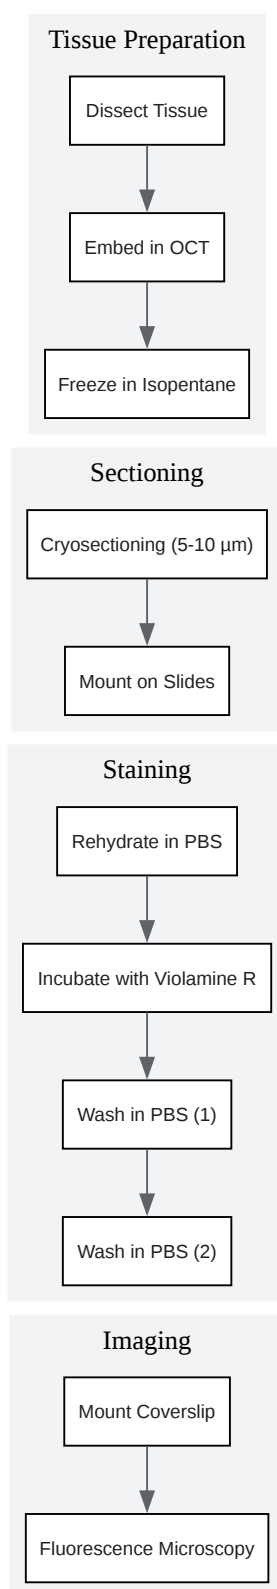 Tissue Preparation
Dissect Tissue
Embed in OCT
Freeze in Isopentane
Sectioning
Cryosectioning (5-10 µm)
Mount on Slides
Staining
Rehydrate in PBS
Incubate with Violamine R
Wash in PBS (1)
Wash in PBS (2)
Imaging
Mount Coverslip
Fluorescence Microscopy